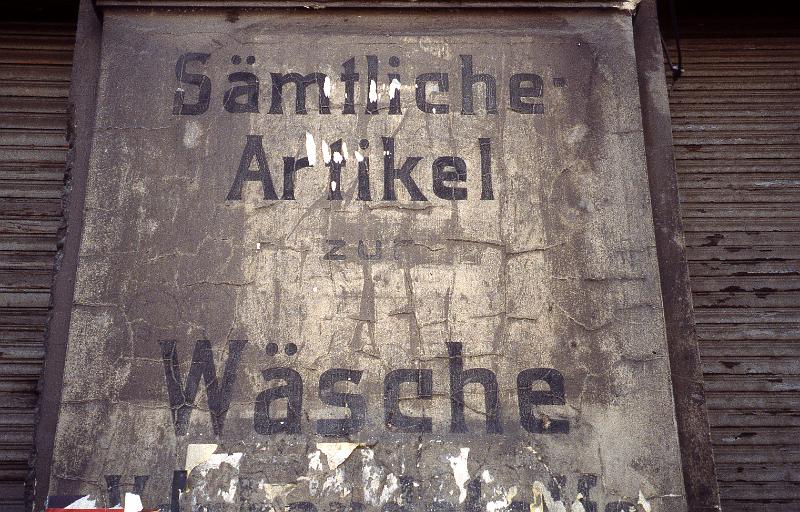 Sämtliche
Artikel
zur
Wäsche